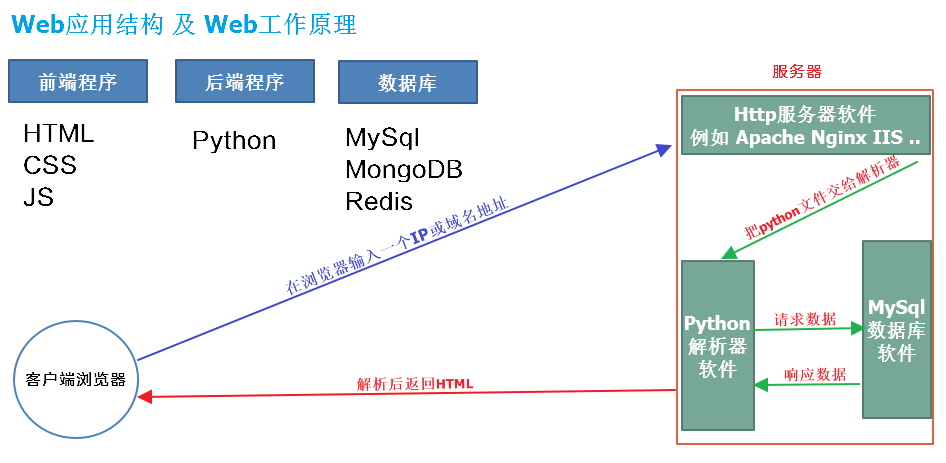 Web应用结构 及 Web工作原理
前端程序
后端程序
数据库
HTML
CSS
JS
Python
MySql
MongoDB
Redis
服务器
Http服务器软件
例如 Apache Nginx IIS ..
把python文件交给解析器
在浏览器输入一个IP或域名地址
Python
解析器
软件
请求数据
响应数据
MySql
数据库
软件
客户端浏览器
解析后返回HTML